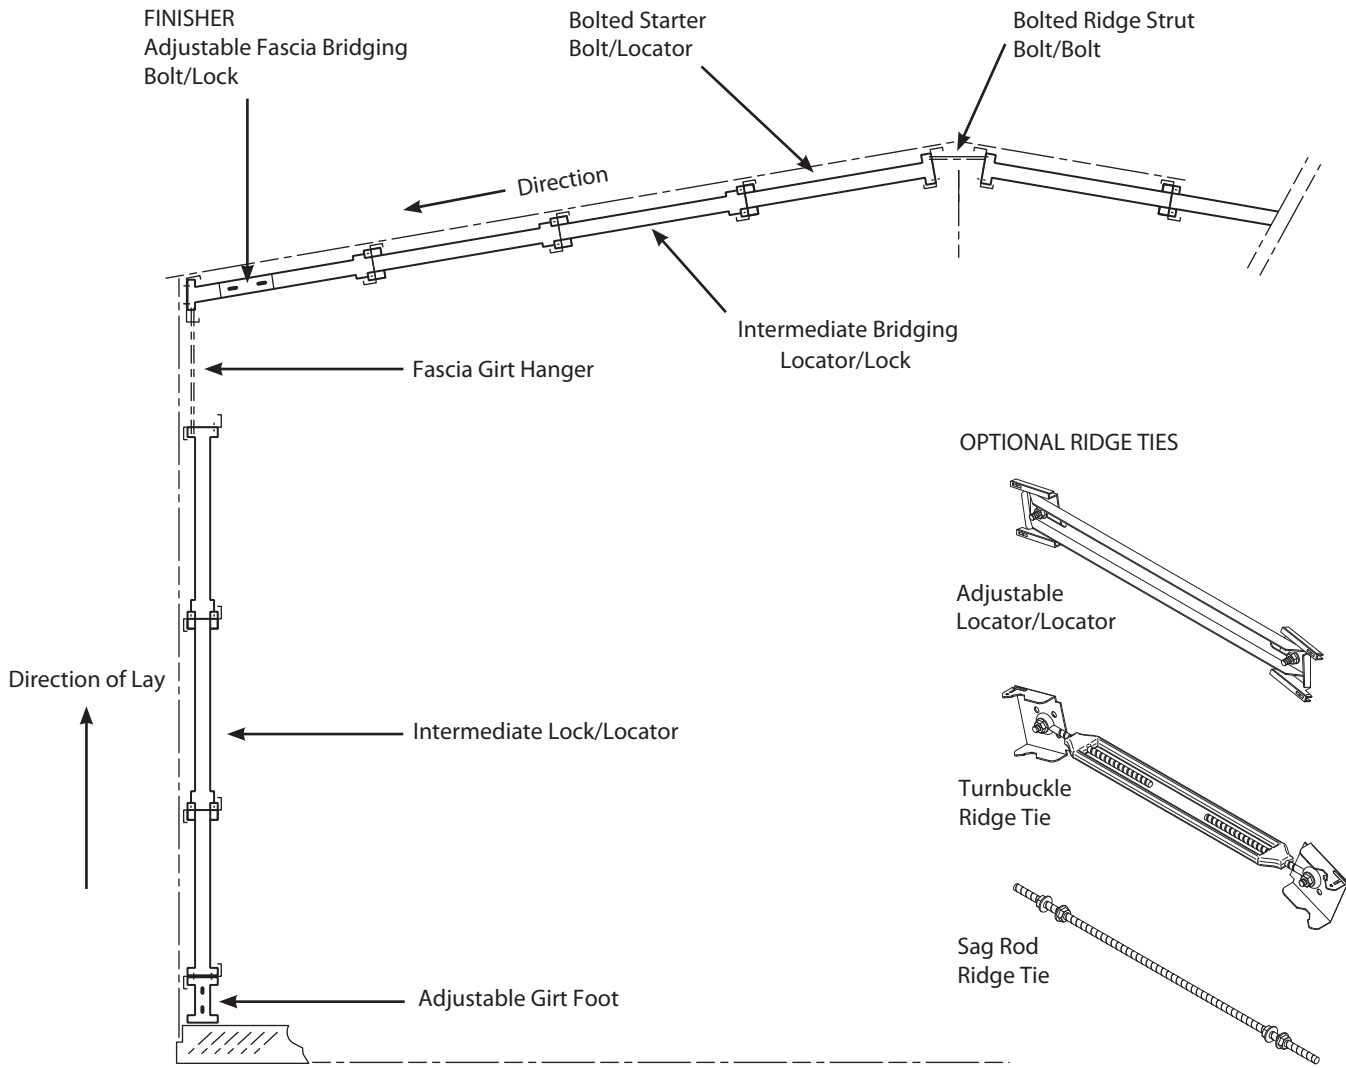 FINISHER
Adjustable Fascia Bridging
Bolt/Lock
Bolted Starter
Bolt/Locator
Bolted Ridge Strut
Bolt/Bolt
Direction
Intermediate Bridging
Locator/Lock
Fascia Girt Hanger
OPTIONAL RIDGE TIES
Adjustable
Locator/Locator
Direction of Lay
Intermediate Lock/Locator
Turnbuckle
Ridge Tie
Sag Rod
Ridge Tie
Adjustable Girt Foot